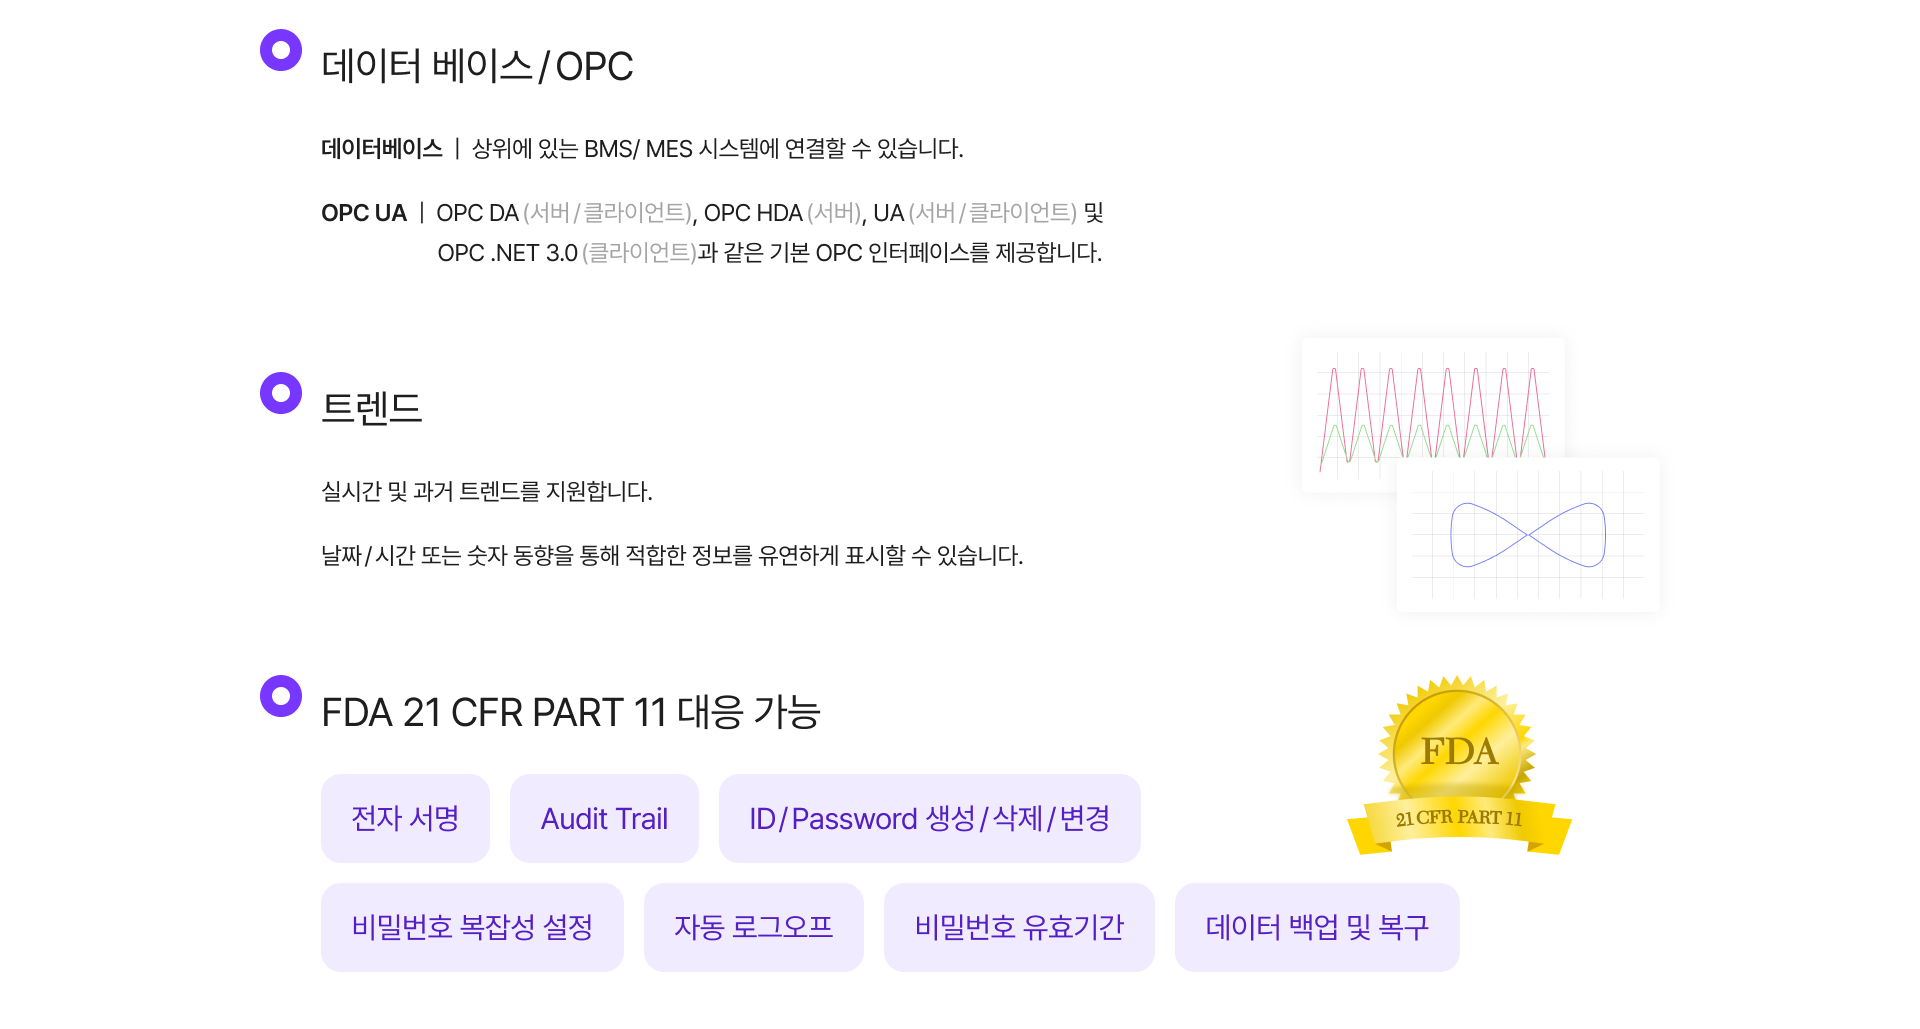 데이터 베이스/OPC
데이터베이스 | 상위에 있는 BMS/ MES 시스템에 연결할 수 있습니다.
OPC UA | OPC DA(서버/클라이언트), OPC HDA(서버), UA(서버/클라이언트) 및
OPC .NET 3.0(클라이언트)과 같은 기본 OPC 인터페이스를 제공합니다.
트렌드
실시간 및 과거 트렌드를 지원합니다.
날짜/시간 또는 숫자 동향을 통해 적합한 정보를 유연하게 표시할 수 있습니다.
FDA 21 CFR PART 11 대응 가능
FDA
21 CFR PART 11
전자 서명
Audit Trail
ID/Password 생성/삭제/변경
비밀번호 복잡성 설정
자동 로그오프
비밀번호 유효기간
데이터 백업 및 복구